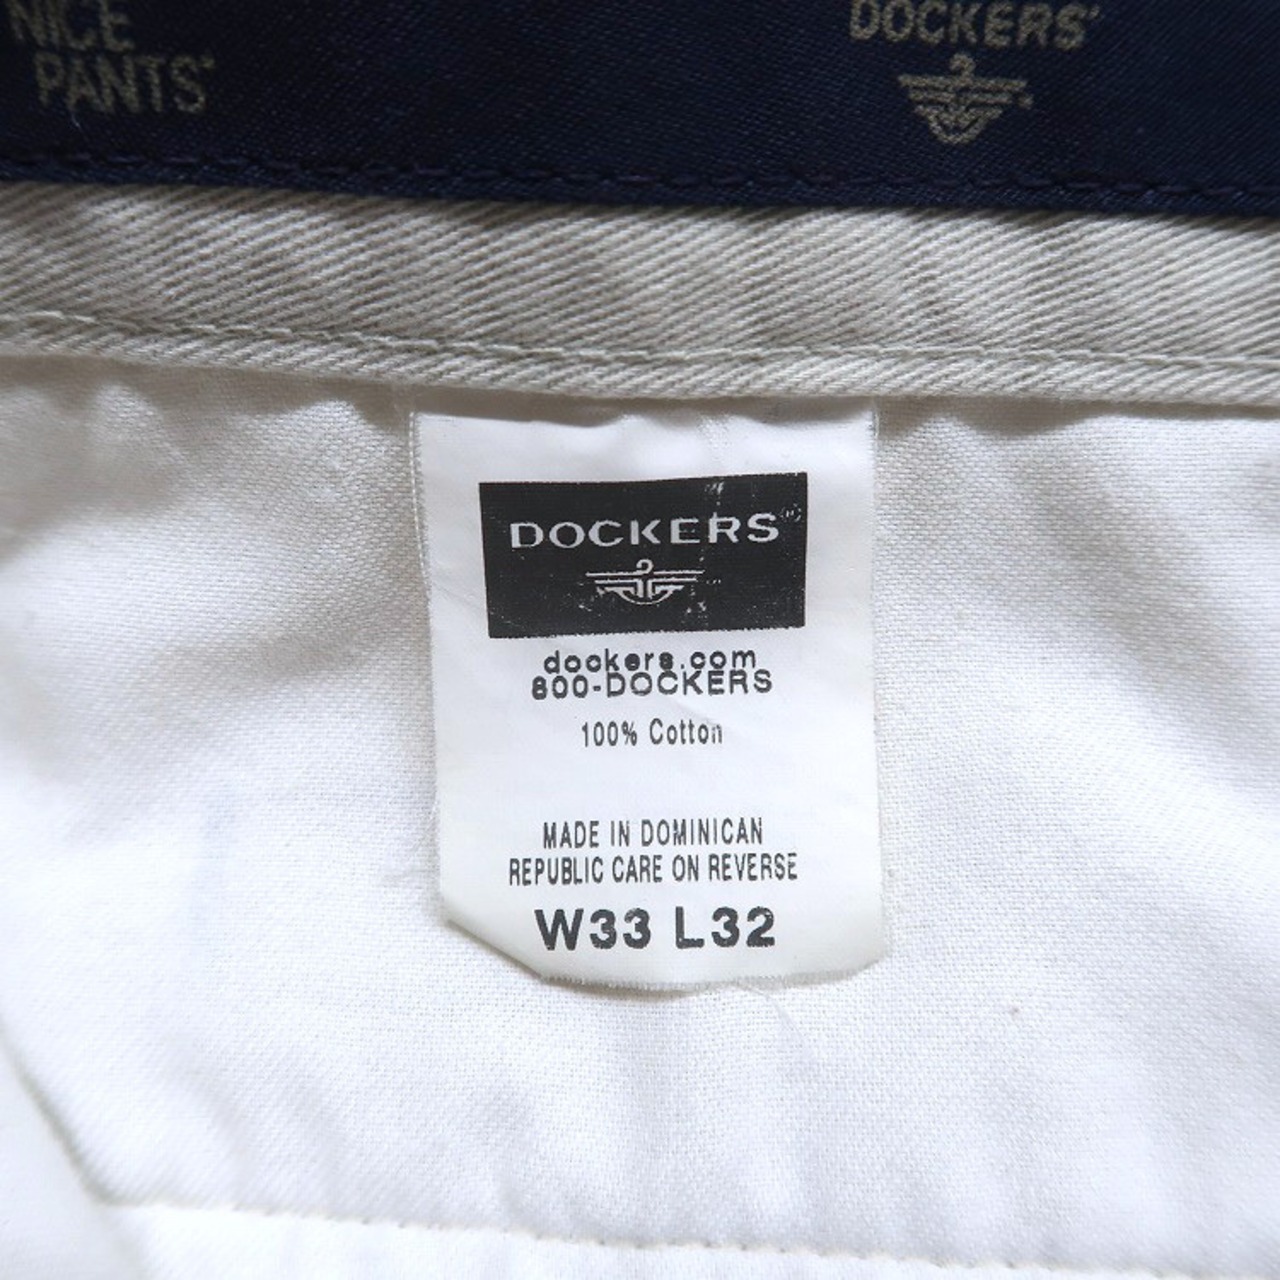 NICE
PANTS
DOCKERS
DOCKERS
dockers.com
800-DOCKERS
100% Cotton
MADE IN DOMINICAN
REPUBLIC CARE ON REVERSE
W33 L32